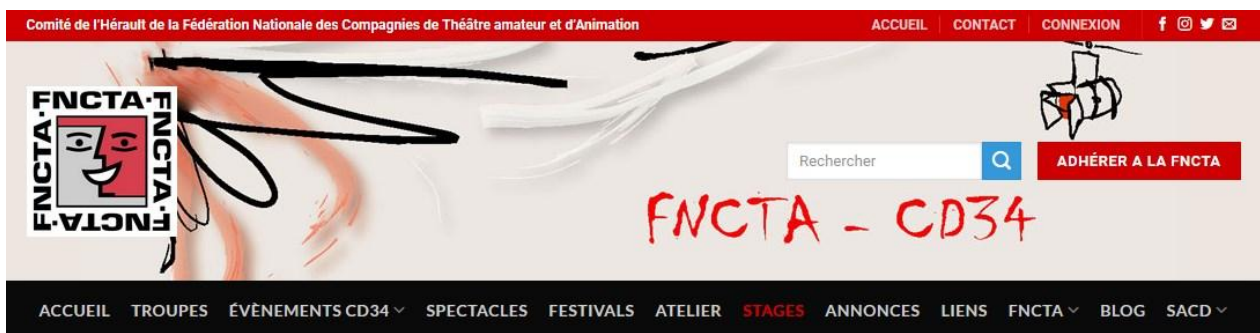 Comité de l'Hérault de la Fédération Nationale des Compagnies de Théâtre amateur et d'Animation
ACCUEIL CONTACT CONNEXION
FNCTA·FNCTA·FNCTA·FNCTA·
Rechercher
ADHÉRER A LA FNCTA
FNCTA - CD34
ACCUEIL TROUPES ÉVÈNEMENTS CD34 SPECTACLES FESTIVALS ATELIER STAGES ANNONCES LIENS FNCTA BLOG SACD